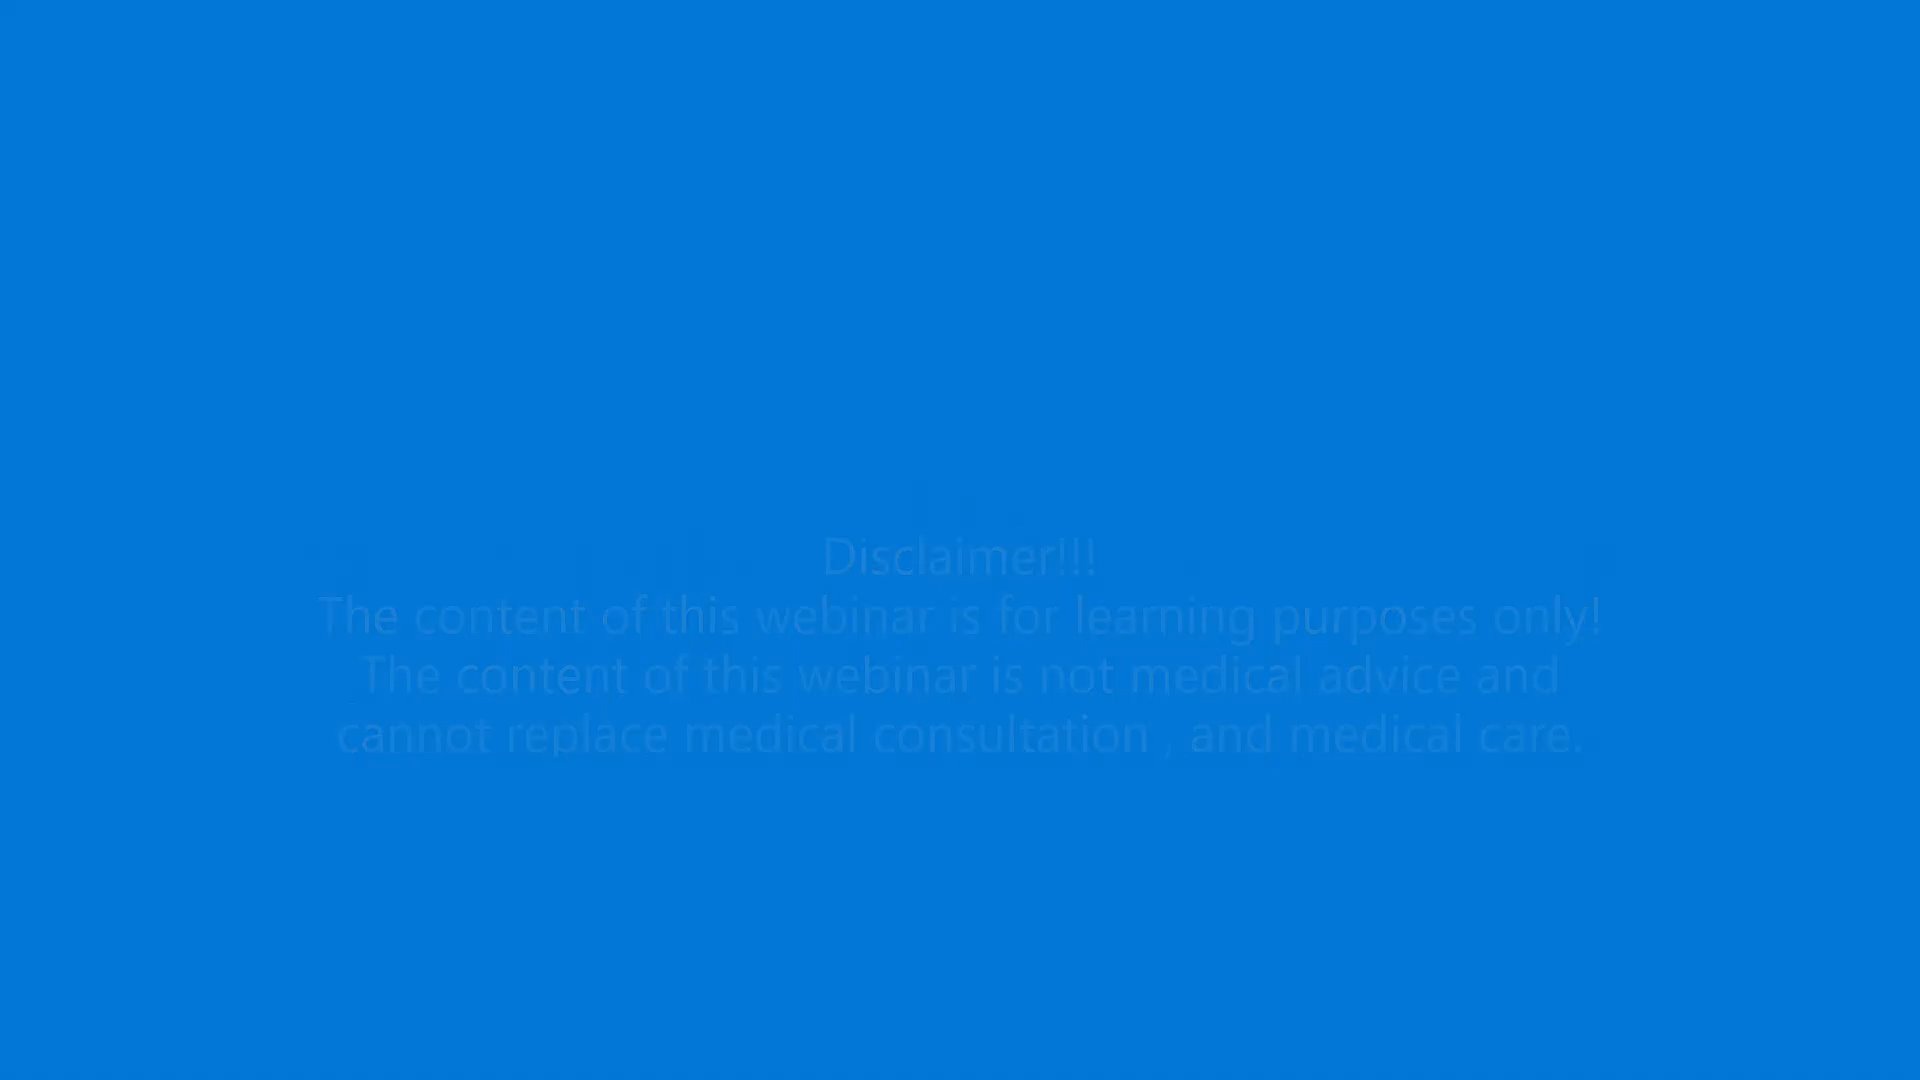 Disclaimer!!!
The content of this webinar is for learning purposes only!
The content of this webinar is not medical advice and
cannot replace medical consultation , and medical care.